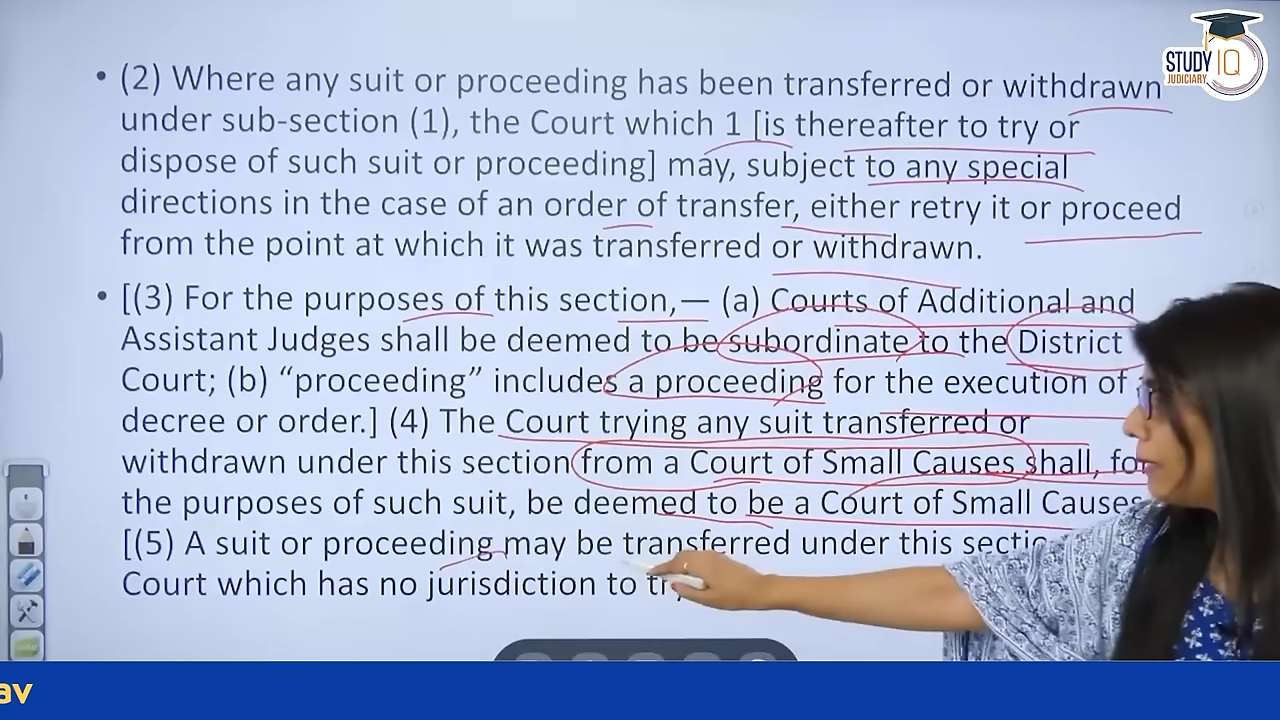 STUDY IQ
JUDICIARY
• (2) Where any suit or proceeding has been transferred or withdrawn
under sub-section (1), the Court which 1 [is thereafter to try or
dispose of such suit or proceeding] may, subject to any special
directions in the case of an order of transfer, either retry it or proceed
from the point at which it was transferred or withdrawn.
• [(3) For the purposes of this section,— (a) Courts of Additional and
Assistant Judges shall be deemed to be subordinate to the District
Court; (b) “proceeding” includes a proceeding for the execution of
decree or order.] (4) The Court trying any suit transferred or
withdrawn under this section from a Court of Small Causes shall, for
the purposes of such suit, be deemed to be a Court of Small Causes
[(5) A suit or proceeding may be transferred under this
Court which has no jurisdiction to
av